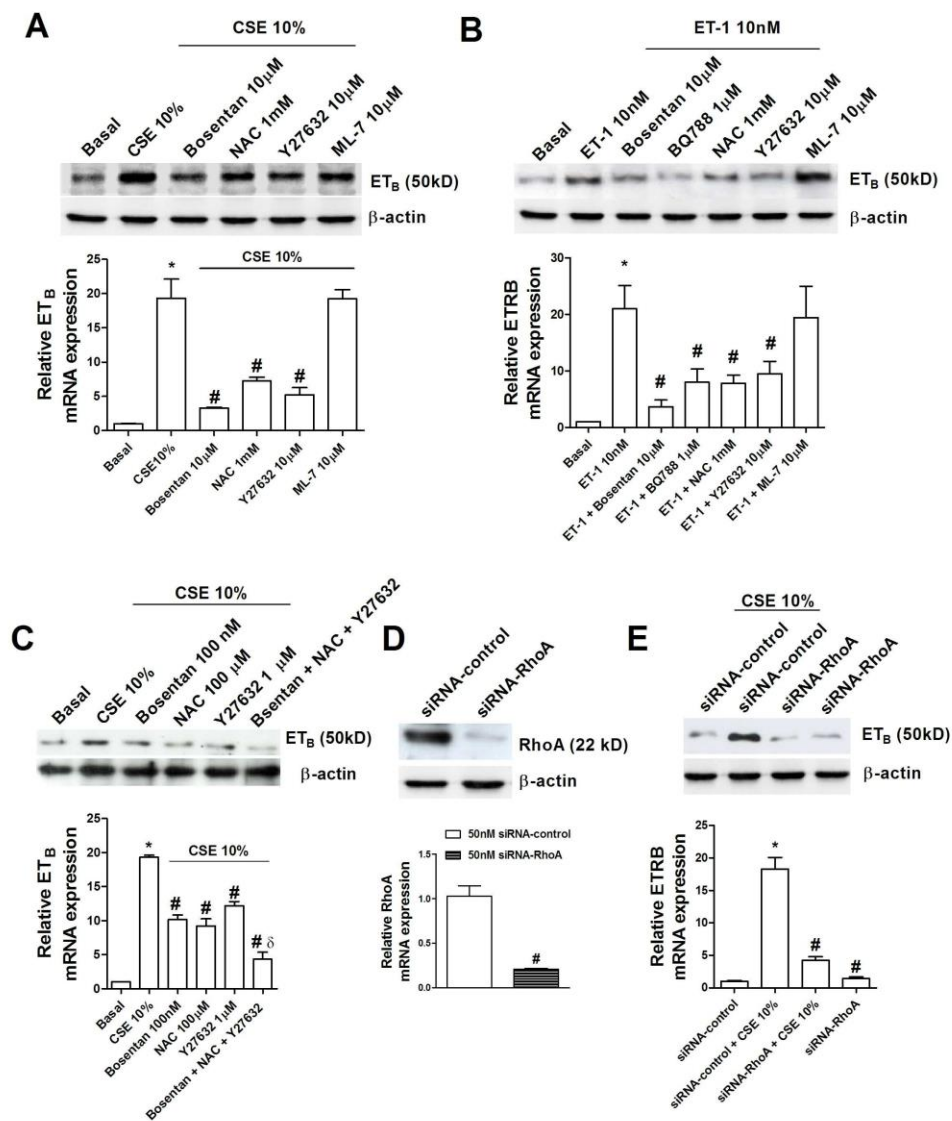 A
CSE 10%
Basal
CSE 10%
Bosentan 10μM
NAC 1mM
Y27632 10μM
ML-7 10μM
ETB (50kD)
β-actin
Relative ETB
mRNA expression
25
20
15
10
5
0
*
CSE 10%
#
#
#
Basal
CSE10%
Bosentan 10μM
NAC 1mM
Y27632 10μM
ML-7 10μM
B
ET-1 10nM
Basal
ET-1 10nM
Bosentan 10μM
BQ788 1μM
NAC 1mM
Y27632 10μM
ML-7 10μM
ETB (50kD)
β-actin
Relative ETRB
mRNA expression
30
20
10
0
*
#
#
#
#
Basal
ET-1 10nM
ET-1 + Bosentan 10μM
ET-1 + BQ788 1μM
ET-1 + NAC 1mM
ET-1 + Y27632 10μM
ET-1 + ML-7 10μM
C
CSE 10%
Basal
CSE 10%
Bosentan 100 nM
NAC 100 μM
Y27632 1 μM
Bsentan + NAC + Y27632
ETB (50kD)
β-actin
Relative ETB
mRNA expression
25
20
15
10
5
0
*
CSE 10%
#
#
#
# δ
Basal
CSE 10%
Bosentan 100nM
NAC 100μM
Y27632 1μM
Bosentan + NAC + Y27632
D
siRNA-control
siRNA-RhoA
RhoA (22 kD)
β-actin
50nM siRNA-control
50nM siRNA-RhoA
Relative RhoA
mRNA expression
1.5
1.0
0.5
0.0
#
E
CSE 10%
siRNA-control
siRNA-control
siRNA-RhoA
siRNA-RhoA
ETB (50kD)
β-actin
Relative ETRB
mRNA expression
25
20
15
10
5
0
*
#
#
siRNA-control
siRNA-control + CSE 10%
siRNA-RhoA + CSE 10%
siRNA-RhoA